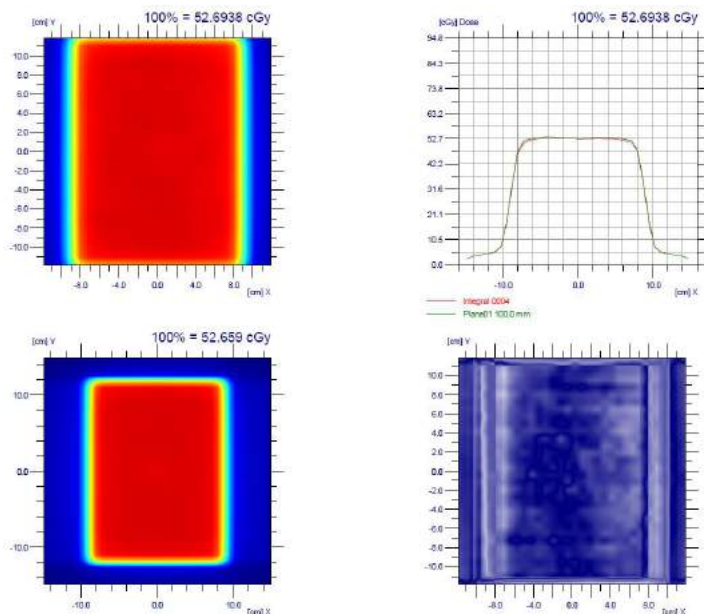 100% = 52.6938 cGy
[cm] Y
10.0
8.0
6.0
4.0
2.0
0.0
-2.0
-4.0
-6.0
-8.0
-10.0
-8.0 -4.0 0.0 4.0 8.0
[cm] X
100% = 52.6938 cGy
[cGy] Dose
94.8
84.3
73.8
63.2
52.7
42.2
31.6
21.1
10.5
0.0
-10.0 0.0 10.0
[cm] X
Integral 0004
Plane01 100.0 mm
100% = 52.659 cGy
[cm] Y
10.0
0.0
-10.0
-10.0 0.0 10.0
[cm] X
[cm] Y
10.0
8.0
6.0
4.0
2.0
0.0
-2.0
-4.0
-6.0
-8.0
-10.0
-8.0 -4.0 0.0 4.0 8.0
[cm] X